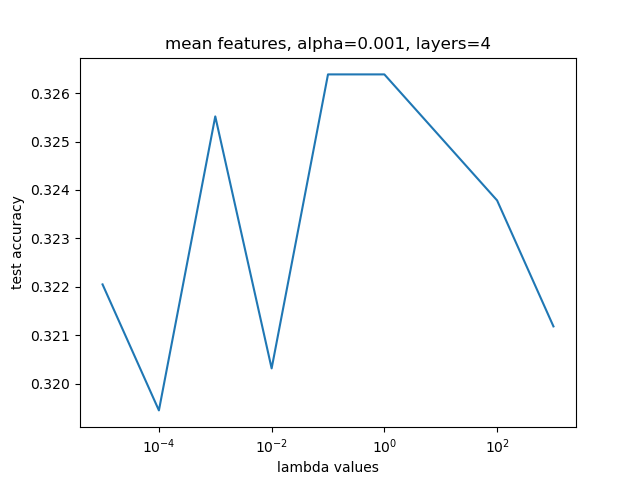 mean features, alpha=0.001, layers=4
0.326
0.325
0.324
0.323
0.322
0.321
0.320
test accuracy
10⁻⁴ 10⁻² 10⁰ 10²
lambda values